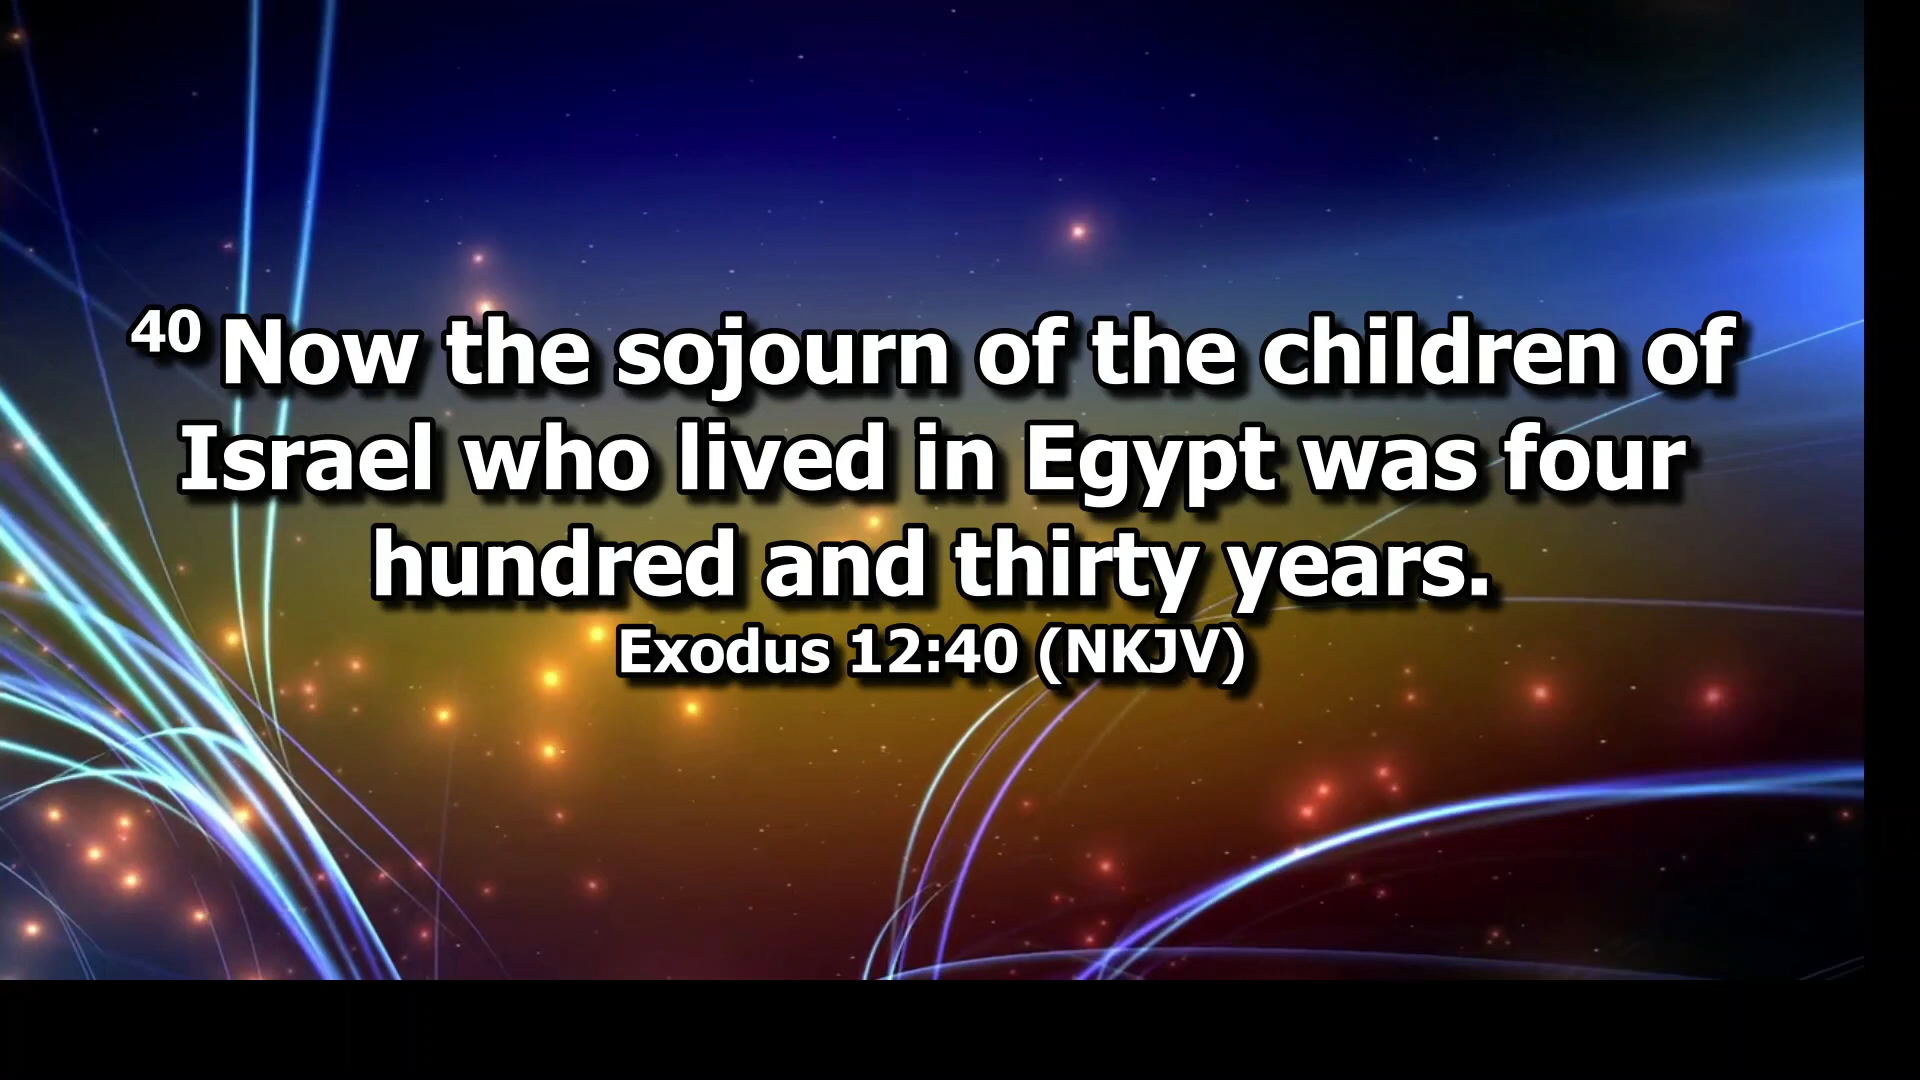 40 Now the sojourn of the children of
Israel who lived in Egypt was four
hundred and thirty years.
Exodus 12:40 (NKJV)